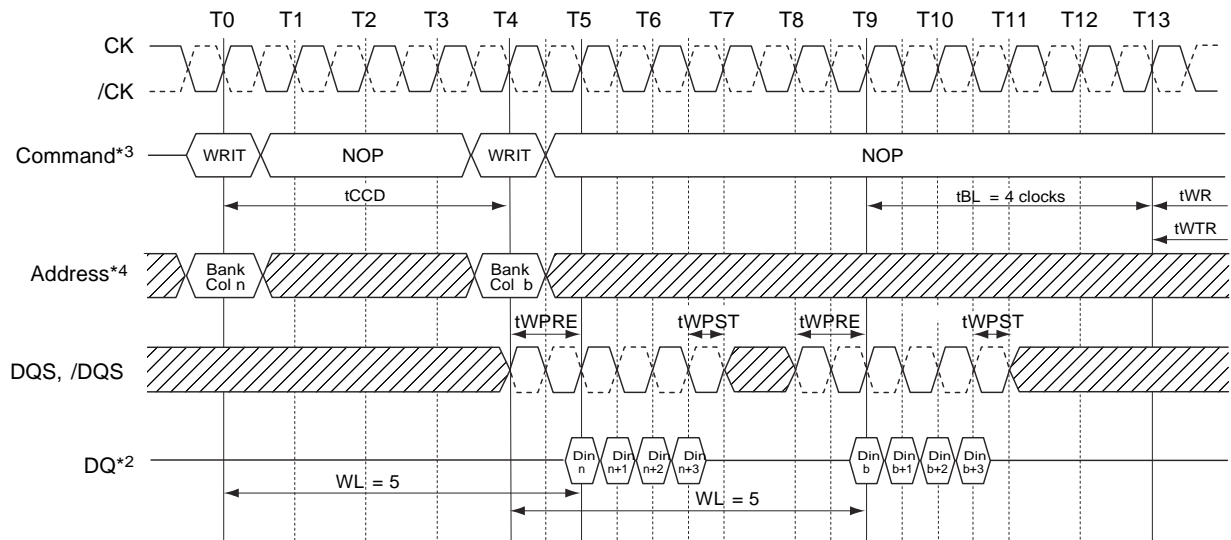 T0 T1 T2 T3 T4 T5 T6 T7 T8 T9 T10 T11 T12 T13
CK
/CK
Command*3 WRIT NOP WRIT NOP
tCCD tBL = 4 clocks tWR
tWTR
Address*4 Bank Col n Bank Col b
tWPRE tWPST tWPRE tWPST
DQS, /DQS
DQ*2 Din n Din n+1 Din n+2 Din n+3 Din b Din b+1 Din b+2 Din b+3
WL = 5
WL = 5